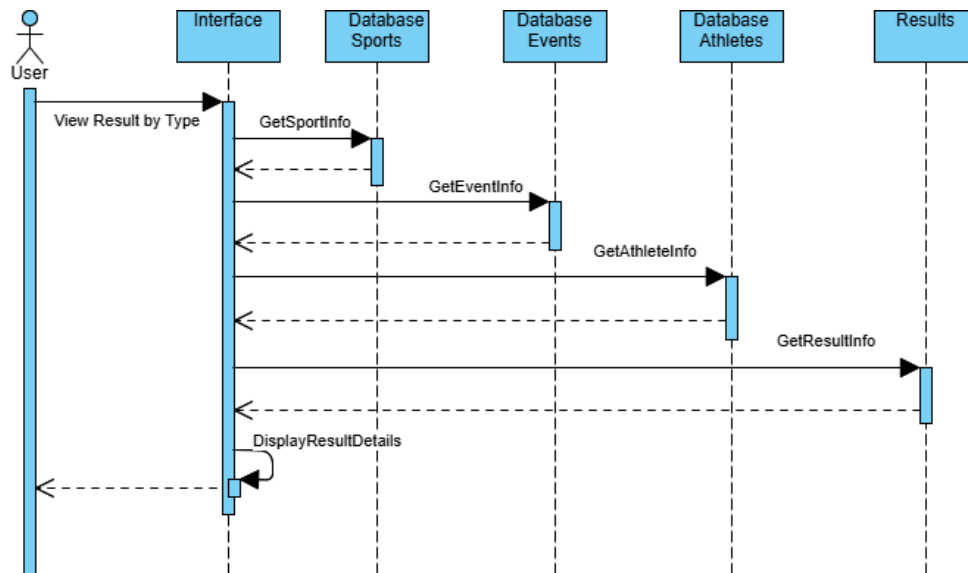 Interface
Database
Sports
Database
Events
Database
Athletes
Results
User
View Result by Type
GetSportInfo
GetEventInfo
GetAthleteInfo
GetResultInfo
DisplayResultDetails